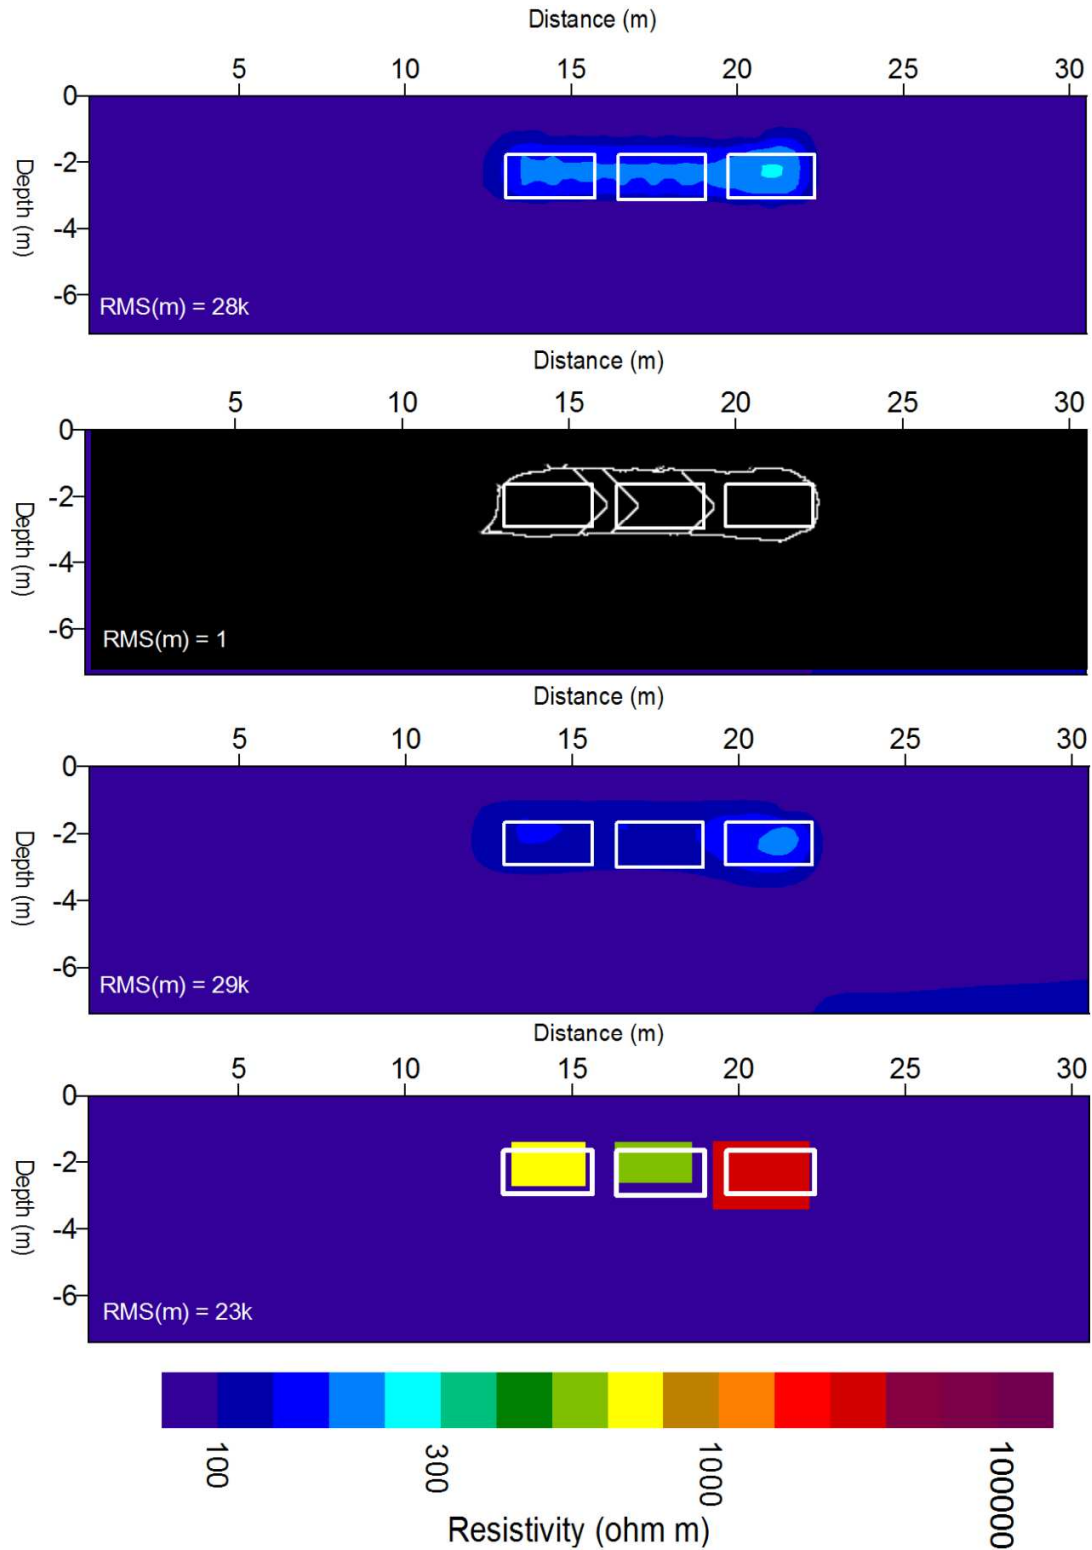 Distance (m)
5 10 15 20 25 30
0
-2
-4
-6
Depth (m)
RMS(m) = 28k
Distance (m)
5 10 15 20 25 30
0
-2
-4
-6
Depth (m)
RMS(m) = 1
Distance (m)
5 10 15 20 25 30
0
-2
-4
-6
Depth (m)
RMS(m) = 29k
Distance (m)
5 10 15 20 25 30
0
-2
-4
-6
Depth (m)
RMS(m) = 23k
100 300 1000 100000
Resistivity (ohm m)